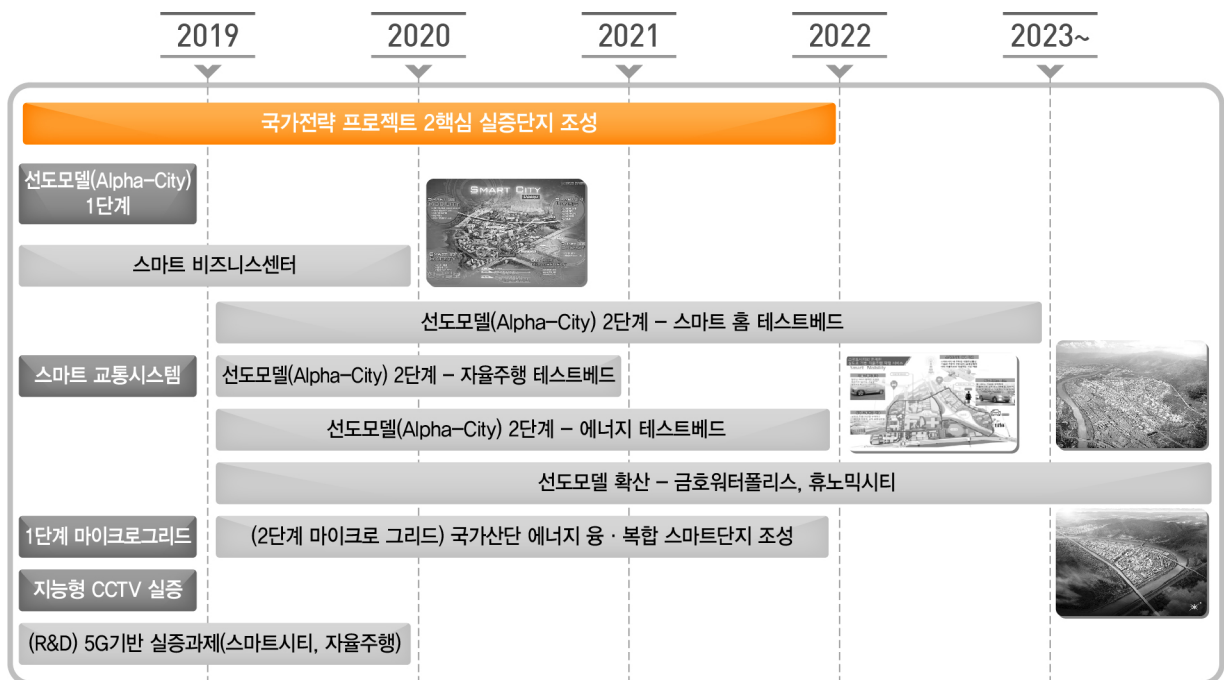 2019
2020
2021
2022
2023~
국가전략 프로젝트 2핵심 실증단지 조성
선도모델(Alpha-City)
1단계
SMART CITY
스마트 비즈니스센터
선도모델(Alpha-City) 2단계 - 스마트 홈 테스트베드
스마트 교통시스템
선도모델(Alpha-City) 2단계 - 자율주행 테스트베드
선도모델(Alpha-City) 2단계 - 에너지 테스트베드
선도모델 확산 - 금호워터폴리스, 휴노믹시티
1단계 마이크로그리드
(2단계 마이크로 그리드) 국가산단 에너지 융 · 복합 스마트단지 조성
지능형 CCTV 실증
(R&D) 5G기반 실증과제(스마트시티, 자율주행)